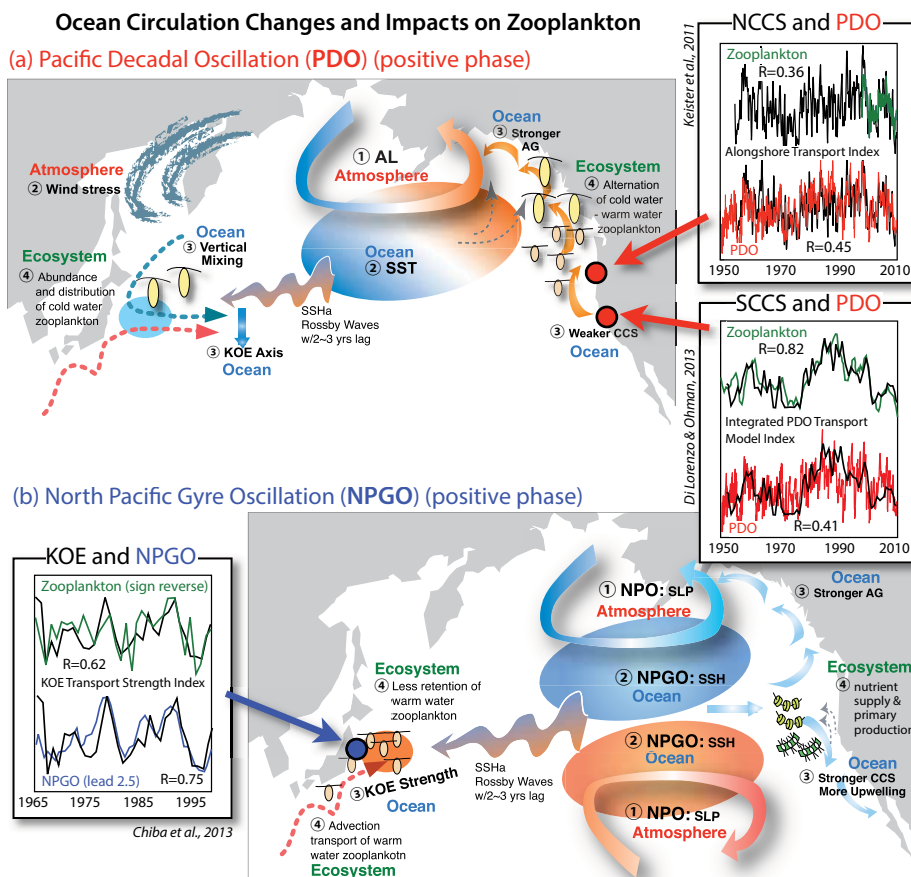 Ocean Circulation Changes and Impacts on Zooplankton
(a) Pacific Decadal Oscillation (PDO) (positive phase)
Atmosphere
② Wind stress
Ocean
③ Vertical
Mixing
Ecosystem
④ Abundance
and distribution
of cold water
zooplankton
③ KOE Axis
Ocean
① AL
Atmosphere
Ocean
② SST
SSHa
Rossby Waves
w/2~3 yrs lag
Ocean
③ Stronger
AG
Ecosystem
④ Alternation
of cold water
- warm water
zooplankton
③ Weaker CCS
Ocean
NCCS and PDO
Keister et al., 2011
Zooplankton
R=0.36
Alongshore Transport Index
PDO
R=0.45
1950 1970 1990 2010
SCCS and PDO
Di Lorenzo & Ohman, 2013
Zooplankton
R=0.82
Integrated PDO Transport
Model Index
PDO
R=0.41
1950 1970 1990 2010
(b) North Pacific Gyre Oscillation (NPGO) (positive phase)
KOE and NPGO
Zooplankton (sign reverse)
R=0.62
KOE Transport Strength Index
NPGO (lead 2.5)
R=0.75
1965 1975 1985 1995
Chiba et al., 2013
Ecosystem
④ Less retention of
warm water
zooplankton
③ KOE Strength
Ocean
④ Advection
transport of warm
water zooplankotn
Ecosystem
SSHa
Rossby Waves
w/2~3 yrs lag
① NPO: SLP
Atmosphere
② NPGO: SSH
Ocean
② NPGO: SSH
Ocean
① NPO: SLP
Atmosphere
Ocean
③ Stronger AG
Ecosystem
④ nutrient
supply &
primary
production
Ocean
③ Stronger CCS
More Upwelling